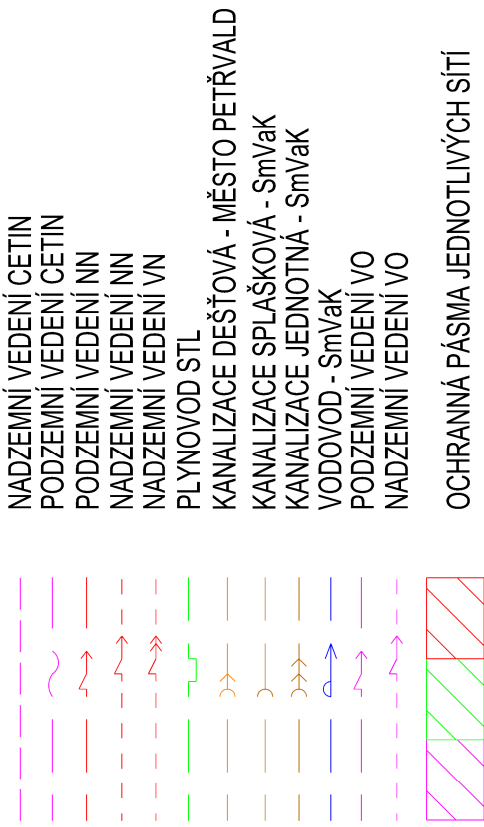 NADZEMNÍ VEDENÍ CETIN
PODZEMNÍ VEDENÍ CETIN
PODZEMNÍ VEDENÍ NN
NADZEMNÍ VEDENÍ NN
NADZEMNÍ VEDENÍ VN
PLYNOVOD STL
KANALIZACE DEŠŤOVÁ - MĚSTO PETŘVALD
KANALIZACE SPLAŠKOVÁ - SmVaK
KANALIZACE JEDNOTNÁ - SmVaK
VODOVOD - SmVaK
PODZEMNÍ VEDENÍ VO
NADZEMNÍ VEDENÍ VO
OCHRANNÁ PÁSMA JEDNOTLIVÝCH SÍTÍ